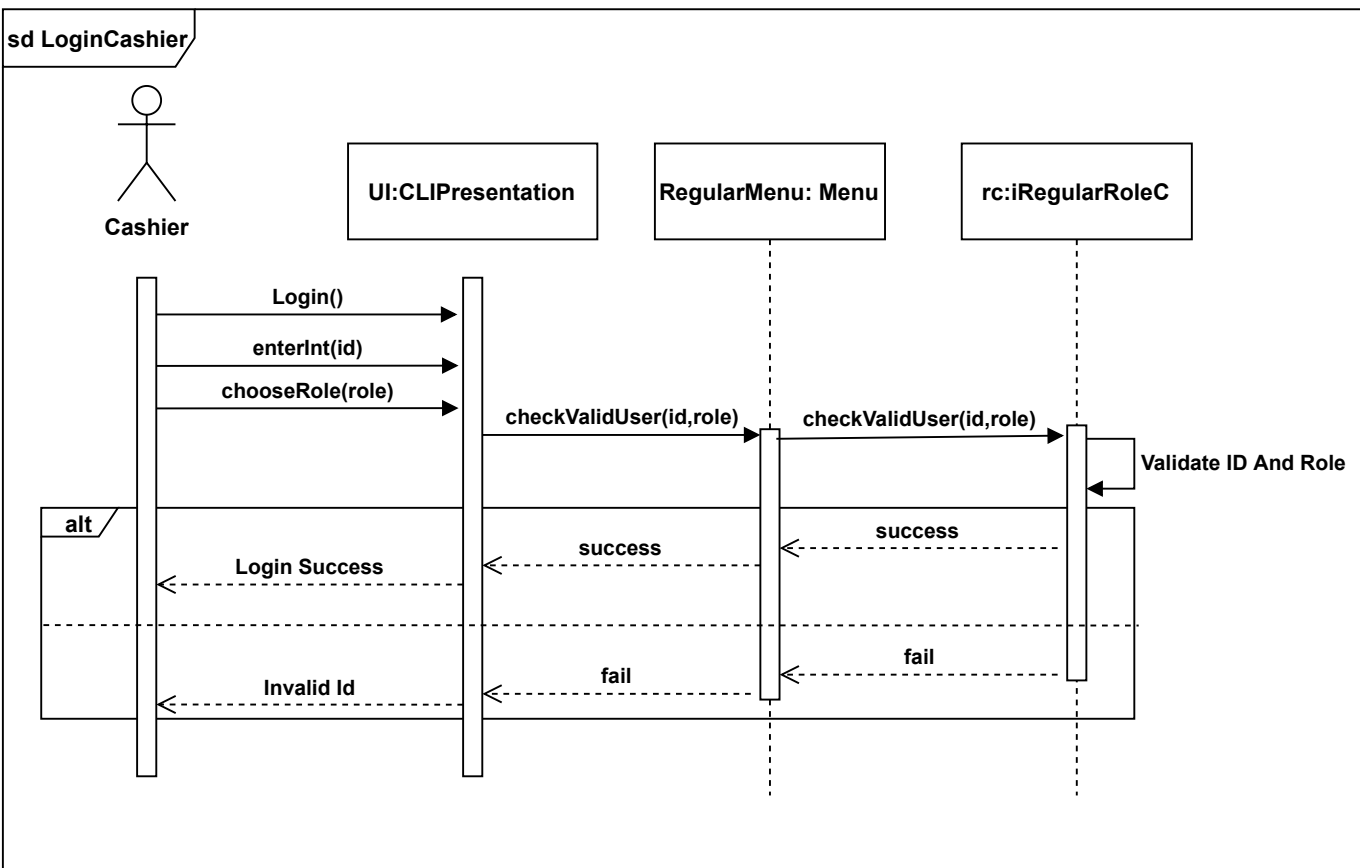 sd LoginCashier
Cashier
UI:CLIPresentation
RegularMenu: Menu
rc:iRegularRoleC
Login()
enterInt(id)
chooseRole(role)
checkValidUser(id,role)
checkValidUser(id,role)
Validate ID And Role
alt
success
success
Login Success
fail
fail
Invalid Id